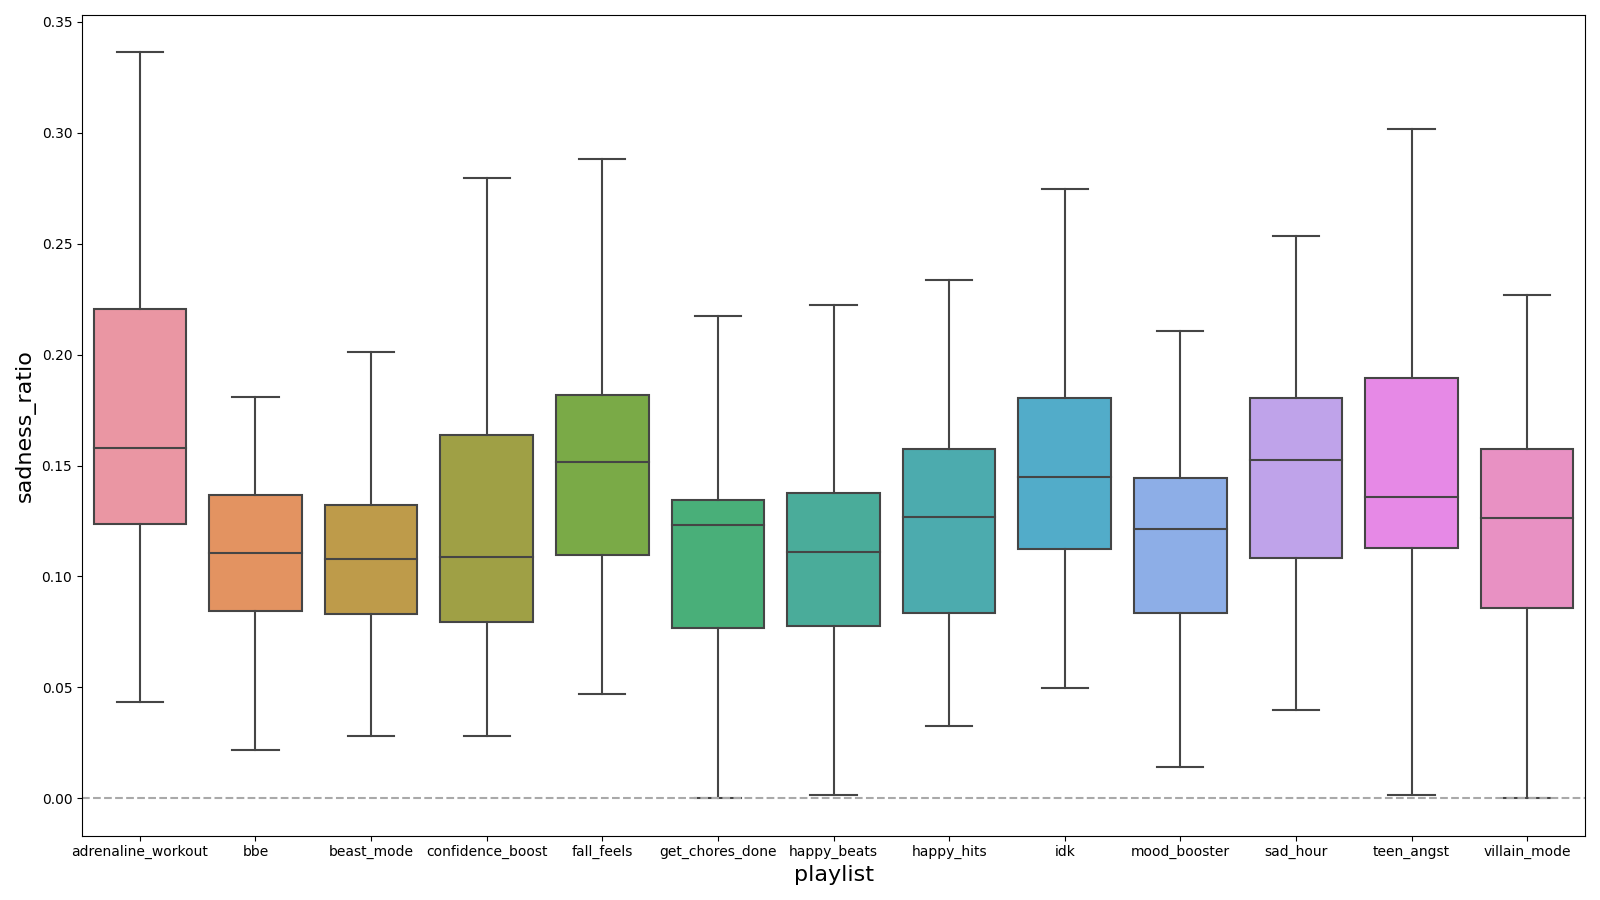 sadness_ratio
0.35
0.30
0.25
0.20
0.15
0.10
0.05
0.00
adrenaline_workout bbe beast_mode confidence_boost fall_feels get_chores_done happy_beats happy_hits idk mood_booster sad_hour teen_angst villain_mode
playlist